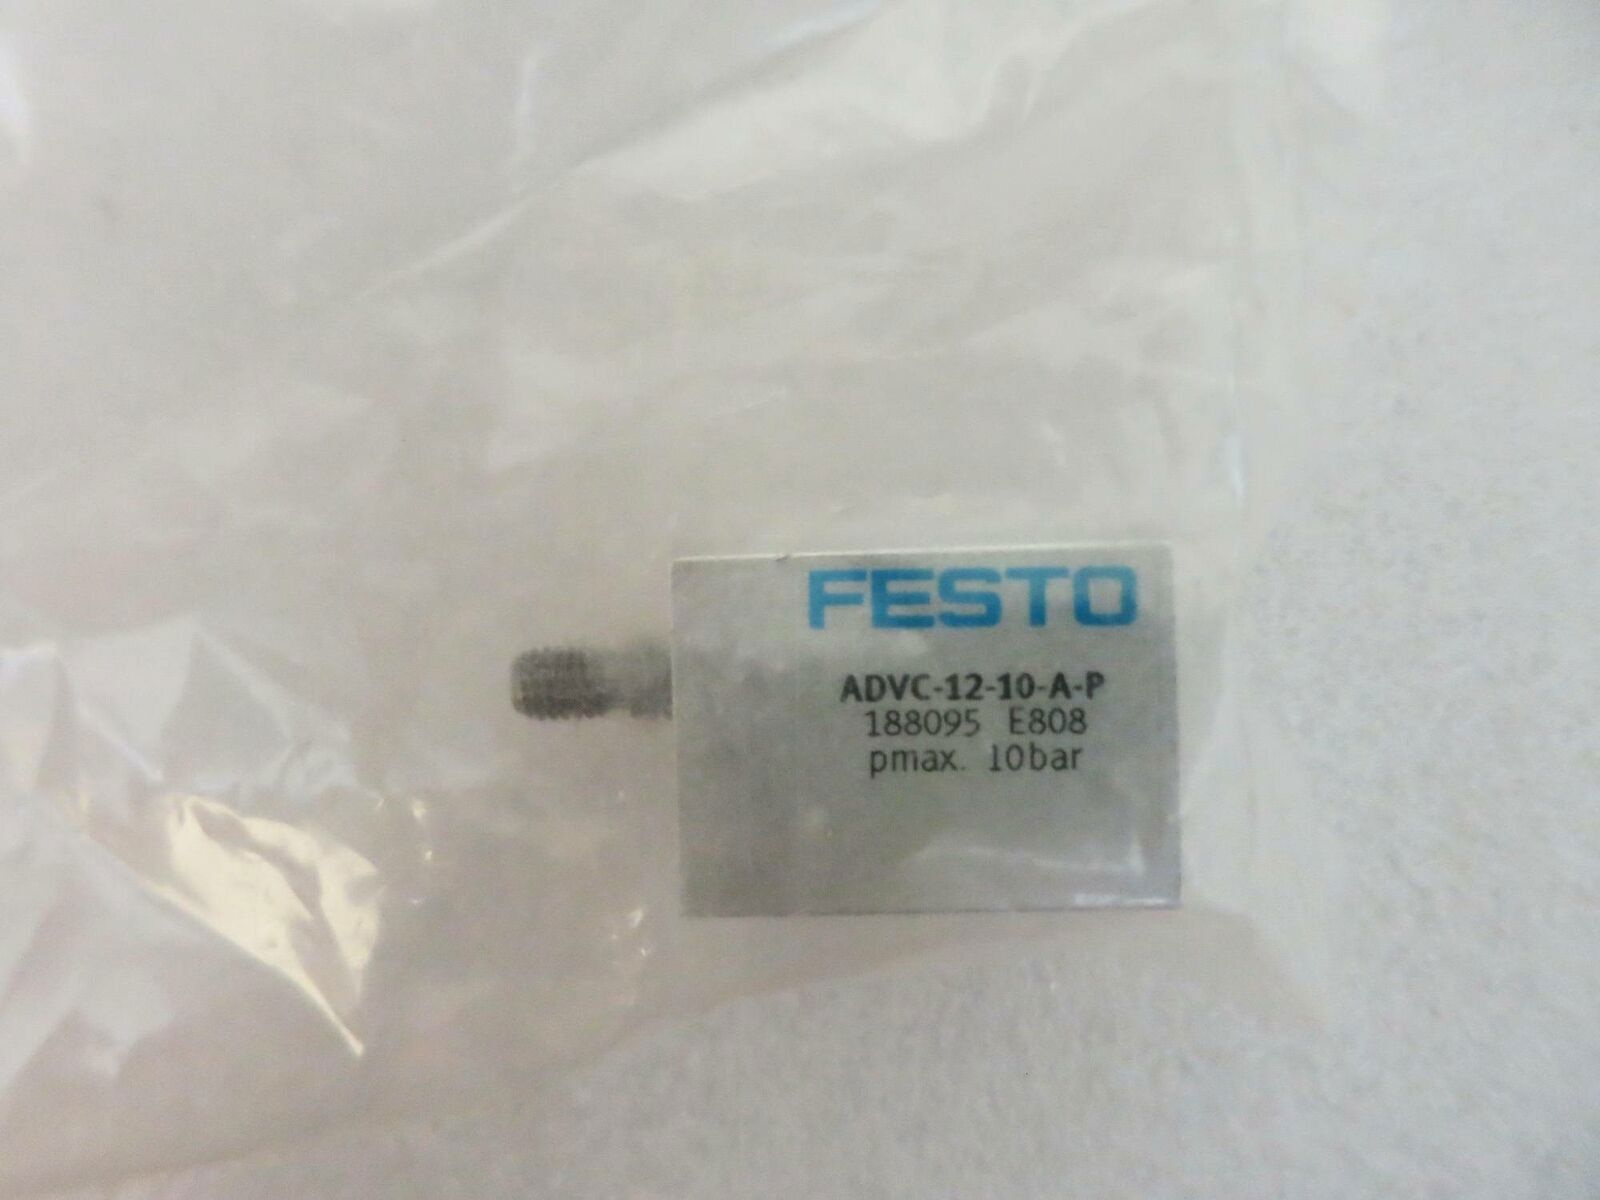 FESTO
ADVC-12-10-A-P
188095 E808
pmax. 10bar